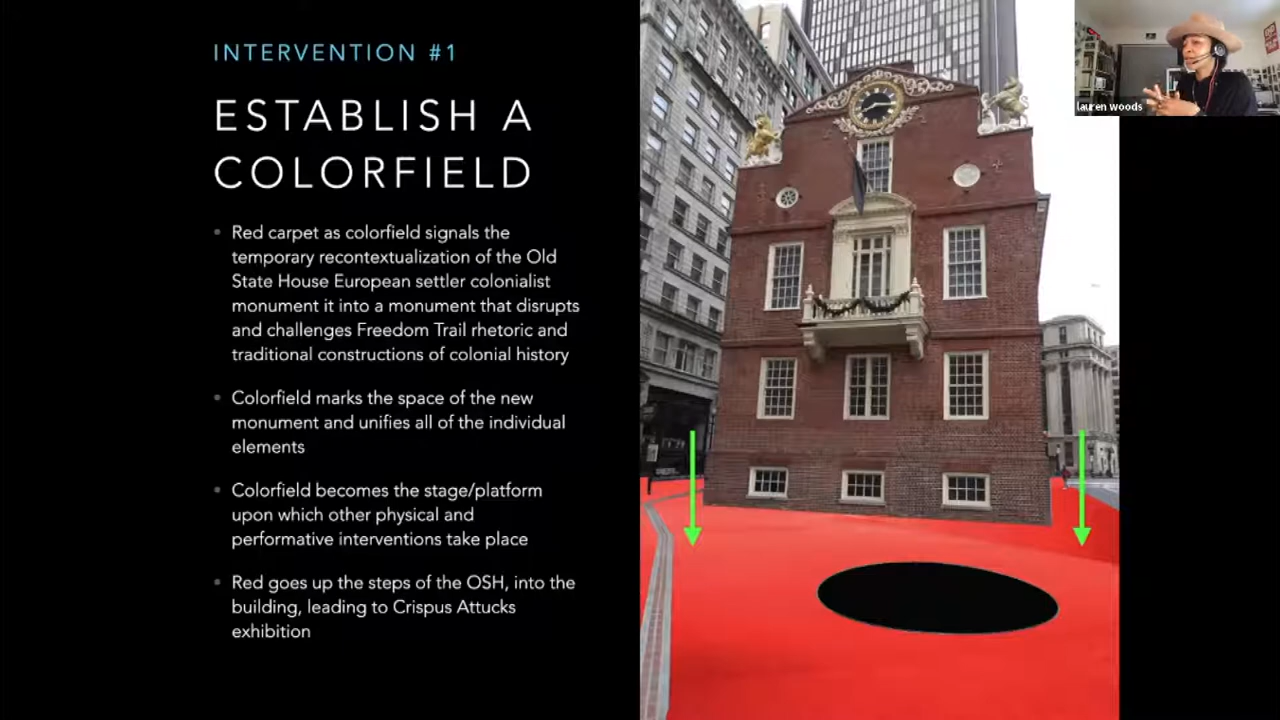 INTERVENTION #1
ESTABLISH A
COLORFIELD
Red carpet as colorfield signals the
temporary recontextualization of the Old
State House European settler colonialist
monument it into a monument that disrupts
and challenges Freedom Trail rhetoric and
traditional constructions of colonial history
Colorfield marks the space of the new
monument and unifies all of the individual
elements
Colorfield becomes the stage/platform
upon which other physical and
performative interventions take place
Red goes up the steps of the OSH, into the
building, leading to Crispus Attucks
exhibition
lauren woods